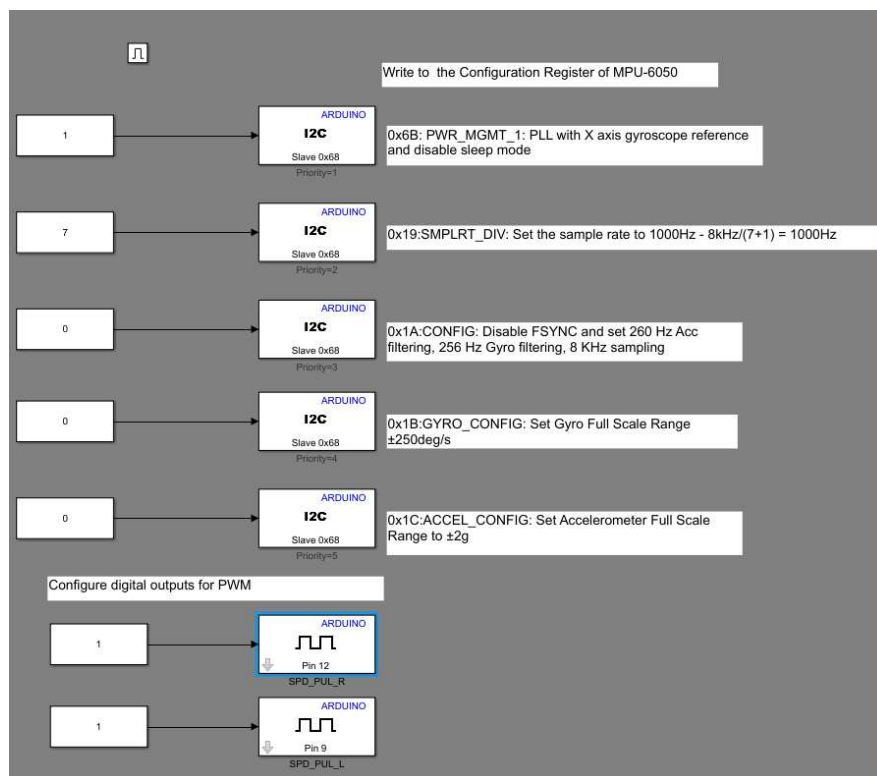 Write to  the Configuration Register of MPU-6050
1
ARDUINO
I2C
Slave 0x68
Priority=1
0x6B: PWR_MGMT_1: PLL with X axis gyroscope reference
and disable sleep mode
7
ARDUINO
I2C
Slave 0x68
Priority=2
0x19:SMPLRT_DIV: Set the sample rate to 1000Hz - 8kHz/(7+1) = 1000Hz
0
ARDUINO
I2C
Slave 0x68
Priority=3
0x1A:CONFIG: Disable FSYNC and set 260 Hz Acc
filtering, 256 Hz Gyro filtering, 8 KHz sampling
0
ARDUINO
I2C
Slave 0x68
Priority=4
0x1B:GYRO_CONFIG: Set Gyro Full Scale Range
±250deg/s
0
ARDUINO
I2C
Slave 0x68
Priority=5
0x1C:ACCEL_CONFIG: Set Accelerometer Full Scale
Range to ±2g
Configure digital outputs for PWM
1
ARDUINO
Pin 12
SPD_PUL_R
1
ARDUINO
Pin 9
SPD_PUL_L